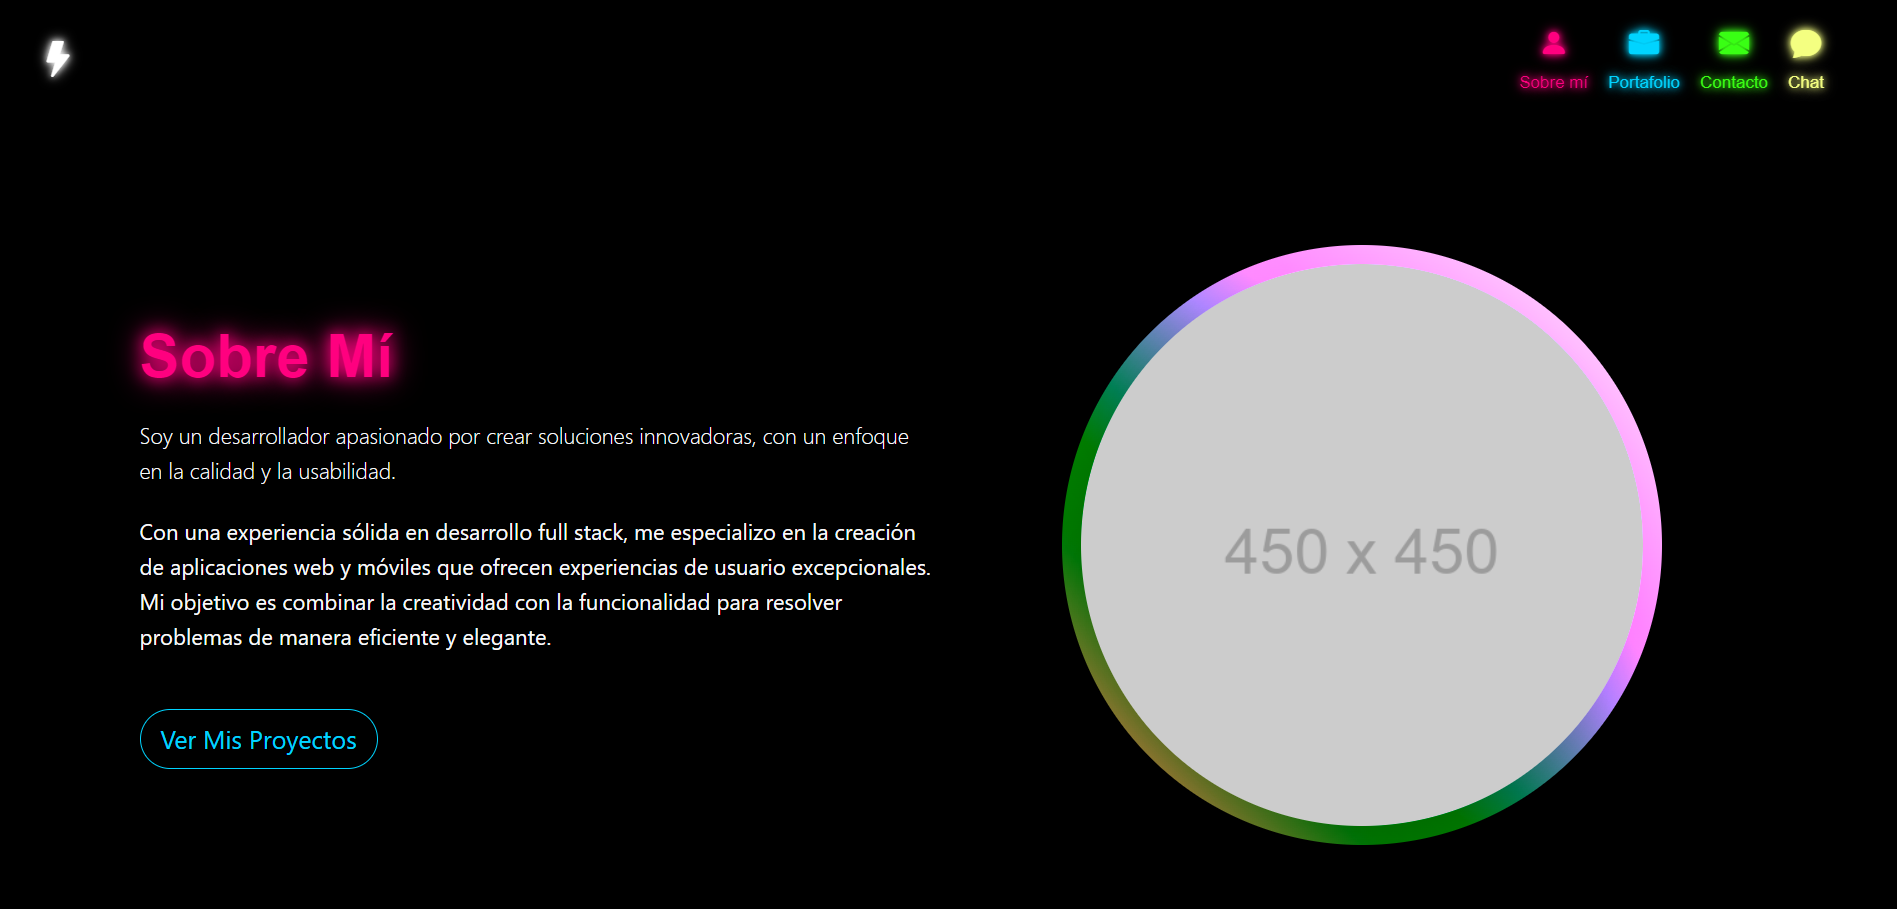 Sobre mí
Portafolio
Contacto
Chat
Sobre Mí
Soy un desarrollador apasionado por crear soluciones innovadoras, con un enfoque
en la calidad y la usabilidad.
Con una experiencia sólida en desarrollo full stack, me especializo en la creación
de aplicaciones web y móviles que ofrecen experiencias de usuario excepcionales.
Mi objetivo es combinar la creatividad con la funcionalidad para resolver
problemas de manera eficiente y elegante.
Ver Mis Proyectos
450 x 450